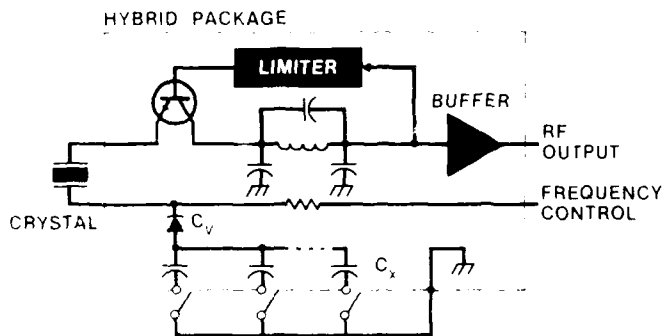 HYBRID PACKAGE
LIMITER
BUFFER
RF
OUTPUT
FREQUENCY
CONTROL
CRYSTAL
Cv
Cx